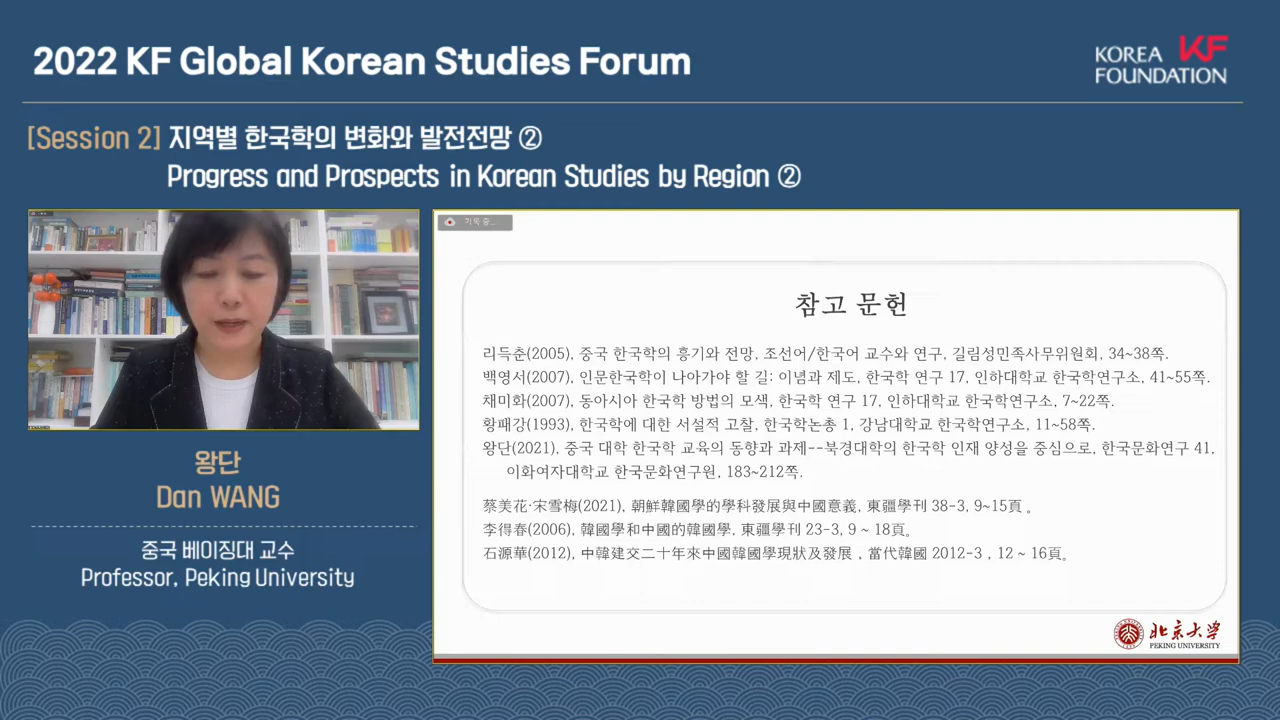 2022 KF Global Korean Studies Forum
KOREA KF
FOUNDATION
[Session 2] 지역별 한국학의 변화와 발전전망 ②
Progress and Prospects in Korean Studies by Region ②
기록 중...
참고 문헌
리득춘(2005), 중국 한국학의 흥기와 전망, 조선어/한국어 교수와 연구, 길림성민족사무위원회, 34~38쪽.
백영서(2007), 인문한국학이 나아가야 할 길: 이념과 제도, 한국학 연구 17, 인하대학교 한국학연구소, 41~55쪽.
채미화(2007), 동아시아 한국학 방법의 모색, 한국학 연구 17, 인하대학교 한국학연구소, 7~22쪽.
황패강(1993), 한국학에 대한 서설적 고찰, 한국학논총 1, 강남대학교 한국학연구소, 11~58쪽.
왕단(2021), 중국 대학 한국학 교육의 동향과 과제--북경대학의 한국학 인재 양성을 중심으로, 한국문화연구 41,
이화여자대학교 한국문화연구원, 183~212쪽.
蔡美花·宋雪梅(2021), 朝鮮韓國學的學科發展與中國意義, 東疆學刊 38-3, 9~15頁 。
李得春(2006), 韓國學和中國的韓國學, 東疆學刊 23-3, 9 ~ 18頁。
石源華(2012), 中韓建交二十年來中國韓國學現狀及發展 , 當代韓國 2012-3 , 12 ~ 16頁。
北京大学
PEKING UNIVERSITY
왕단
Dan WANG
중국 베이징대 교수
Professor, Peking University